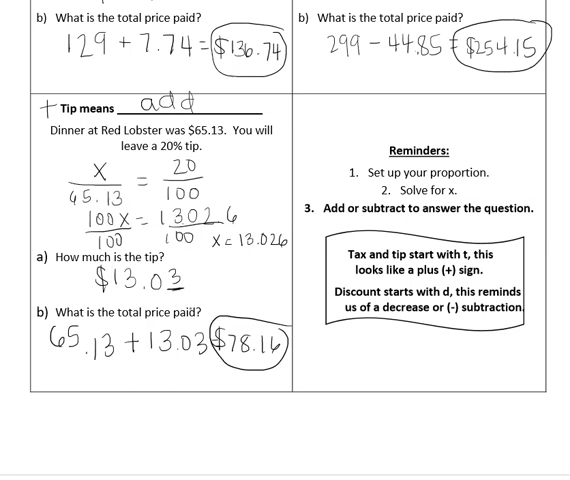 b) What is the total price paid?
129 + 7.74 = $136.74
b) What is the total price paid?
299 - 44.85 = $254.15
+ Tip means add
Dinner at Red Lobster was $65.13. You will
leave a 20% tip.
x/65.13 = 20/100
100x/100 = 1302.6/100 x = 13.026
a) How much is the tip?
$13.03
b) What is the total price paid?
65.13 + 13.03 $78.16
Reminders:
1. Set up your proportion.
2. Solve for x.
3. Add or subtract to answer the question.
Tax and tip start with t, this
looks like a plus (+) sign.
Discount starts with d, this reminds
us of a decrease or (-) subtraction.